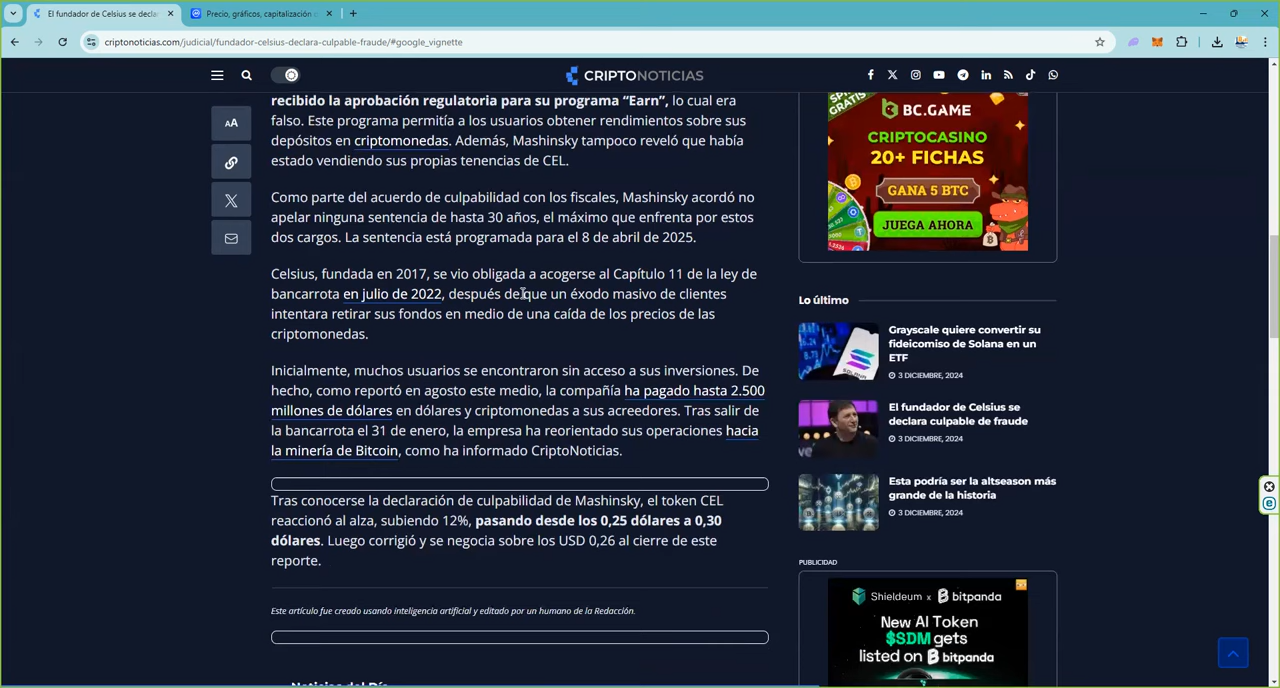 El fundador de Celsius se decla
Precio, gráficos, capitalización
criptonoticias.com/judicial/fundador-celsius-declara-culpable-fraude/#google_vignette
CRIPTONOTICIAS
AA
recibido la aprobación regulatoria para su programa “Earn”, lo cual era
falso. Este programa permitía a los usuarios obtener rendimientos sobre sus
depósitos en criptomonedas. Además, Mashinsky tampoco reveló que había
estado vendiendo sus propias tenencias de CEL.
Como parte del acuerdo de culpabilidad con los fiscales, Mashinsky acordó no
apelar ninguna sentencia de hasta 30 años, el máximo que enfrenta por estos
dos cargos. La sentencia está programada para el 8 de abril de 2025.
Celsius, fundada en 2017, se vio obligada a acogerse al Capítulo 11 de la ley de
bancarrota en julio de 2022, después de que un éxodo masivo de clientes
intentara retirar sus fondos en medio de una caída de los precios de las
criptomonedas.
Inicialmente, muchos usuarios se encontraron sin acceso a sus inversiones. De
hecho, como reportó en agosto este medio, la compañía ha pagado hasta 2.500
millones de dólares en dólares y criptomonedas a sus acreedores. Tras salir de
la bancarrota el 31 de enero, la empresa ha reorientado sus operaciones hacia
la minería de Bitcoin, como ha informado CriptoNoticias.
Tras conocerse la declaración de culpabilidad de Mashinsky, el token CEL
reaccionó al alza, subiendo 12%, pasando desde los 0,25 dólares a 0,30
dólares. Luego corrigió y se negocia sobre los USD 0,26 al cierre de este
reporte.
Este artículo fue creado usando inteligencia artificial y editado por un humano de la Redacción.
Noticias del Día
GRATIS
BC.GAME
CRIPTOCASINO
20+ FICHAS
GANA 5 BTC
JUEGA AHORA
Lo último
Grayscale quiere convertir su
fideicomiso de Solana en un
ETF
3 DICIEMBRE, 2024
El fundador de Celsius se
declara culpable de fraude
3 DICIEMBRE, 2024
Esta podría ser la altseason más
grande de la historia
3 DICIEMBRE, 2024
PUBLICIDAD
Shieldeum x bitpanda
New AI Token
$SDM gets
listed on bitpanda